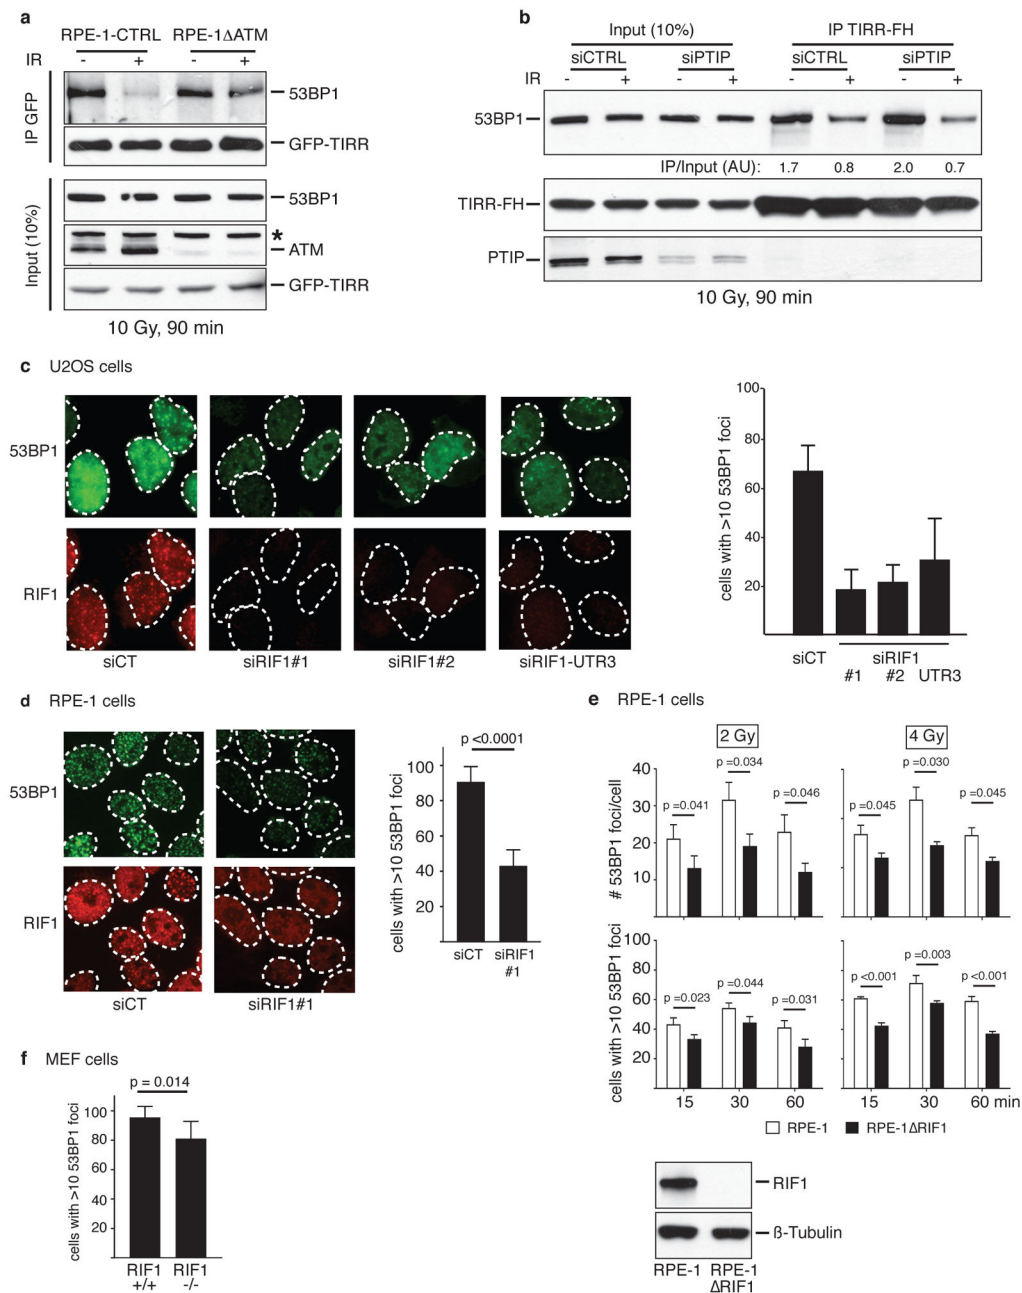 a
RPE-1-CTRL RPE-1ΔATM
IR - + - +
IP GFP
53BP1
GFP-TIRR
Input (10%)
53BP1
*
ATM
GFP-TIRR
10 Gy, 90 min
b
Input (10%) IP TIRR-FH
siCTRL siPTIP siCTRL siPTIP
IR - + - + - + - +
53BP1
IP/Input (AU): 1.7 0.8 2.0 0.7
TIRR-FH
PTIP
10 Gy, 90 min
c U2OS cells
53BP1
RIF1
siCT siRIF1#1 siRIF1#2 siRIF1-UTR3
cells with >10 53BP1 foci
100
80
60
40
20
siCT siRIF1
#1 #2 UTR3
d RPE-1 cells
53BP1
RIF1
siCT siRIF1#1
p <0.0001
cells with >10 53BP1 foci
100
80
60
40
20
siCT siRIF1
#1
e RPE-1 cells
2 Gy 4 Gy
# 53BP1 foci/cell
40
30
20
10
p =0.041 p =0.034 p =0.046
p =0.045 p =0.030 p =0.045
cells with >10 53BP1 foci
100
80
60
40
20
p =0.023 p =0.044 p =0.031
p <0.001 p =0.003 p <0.001
15 30 60 15 30 60 min
RPE-1 RPE-1ΔRIF1
RIF1
ß-Tubulin
RPE-1 RPE-1
ΔRIF1
f MEF cells
p = 0.014
cells with >10 53BP1 foci
100
80
60
40
20
RIF1 RIF1
+/+ -/-